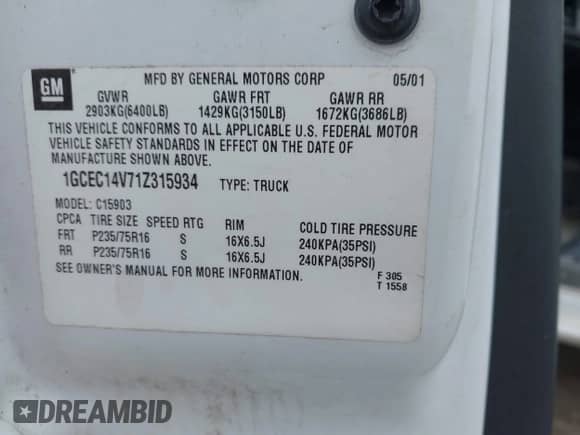 GM
MFD BY GENERAL MOTORS CORP 05/01
GVWR GAWR FRT GAWR RR
2903KG(6400LB) 1429KG(3150LB) 1672KG(3686LB)
THIS VEHICLE CONFORMS TO ALL APPLICABLE U.S. FEDERAL MOTOR
VEHICLE SAFETY STANDARDS IN EFFECT ON THE DATE OF
MANUFACTURE SHOWN ABOVE.
1GCEC14V71Z315934 TYPE: TRUCK
MODEL: C15903
CPCA TIRE SIZE SPEED RTG RIM COLD TIRE PRESSURE
FRT P235/75R16 S 16X6.5J 240KPA(35PSI)
RR P235/75R16 S 16X6.5J 240KPA(35PSI)
SEE OWNER'S MANUAL FOR MORE INFORMATION.
F 305
T 1558
DREAMBID